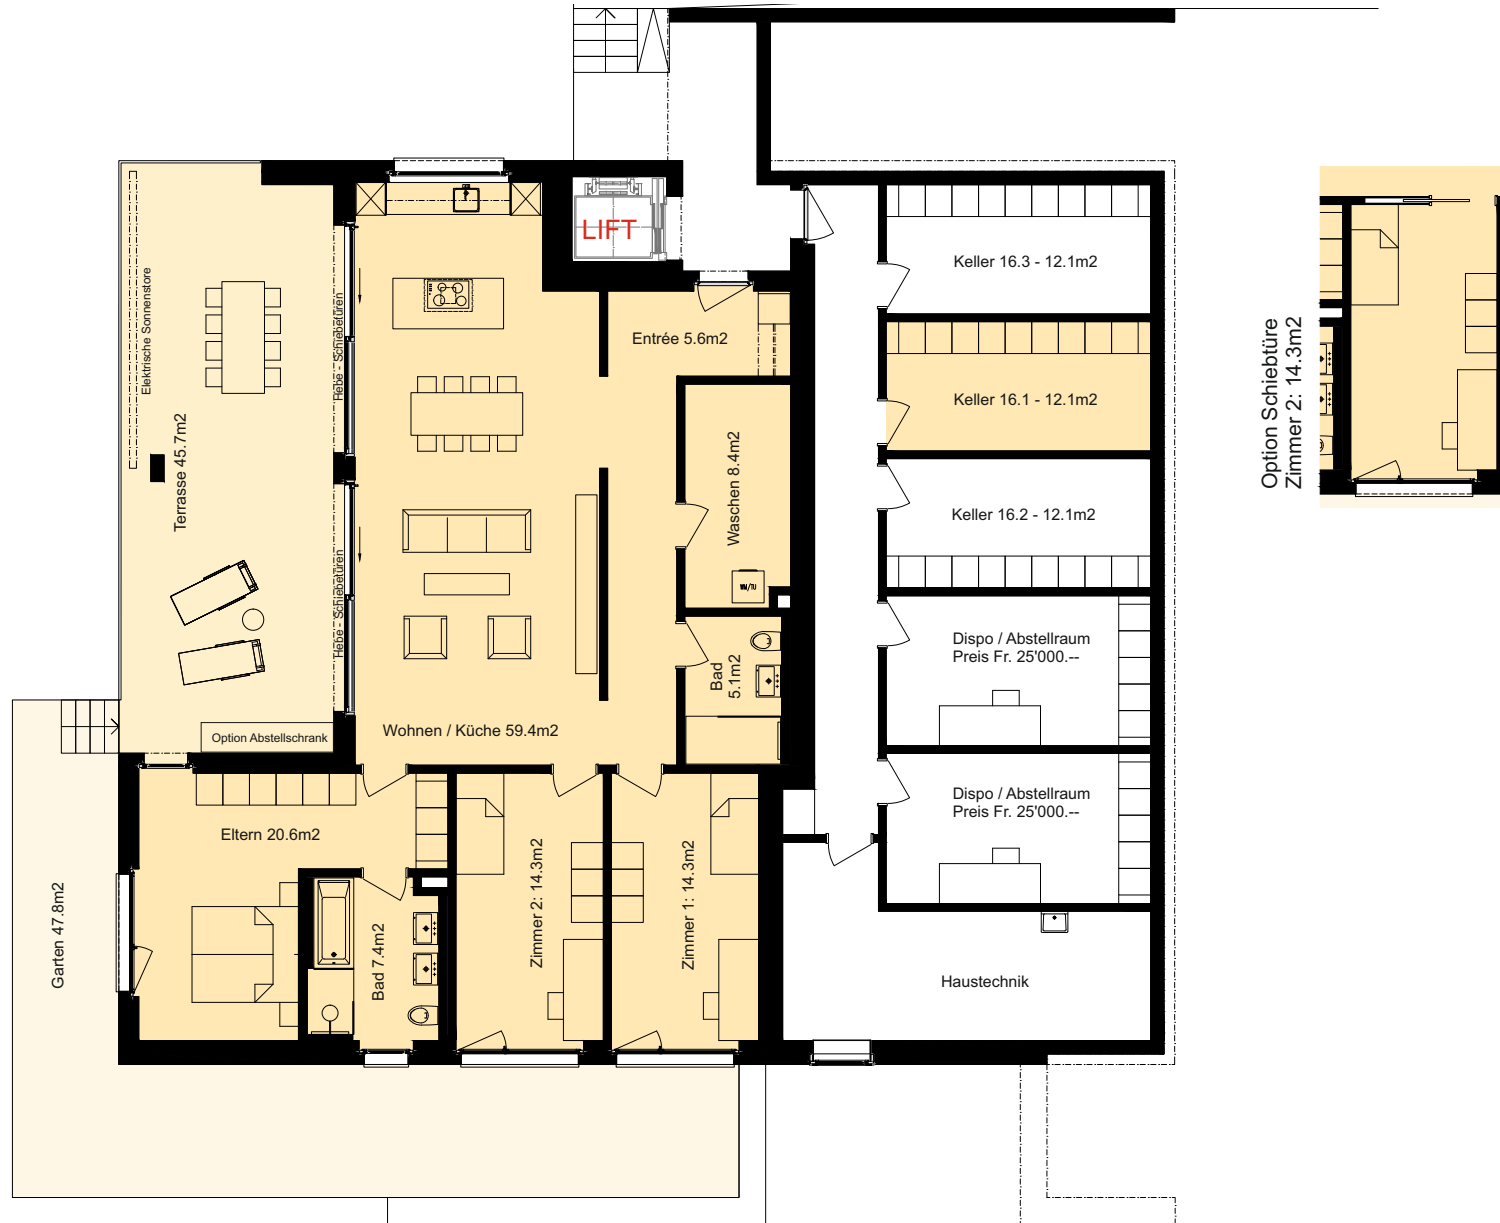 LIFT
Keller 16.3 - 12.1m2
Elektrische Sonnenstore
Hebe - Schiebetüren
Entrée 5.6m2
Terrasse 45.7m2
Keller 16.1 - 12.1m2
Waschen 8.4m2
Keller 16.2 - 12.1m2
WM/TU
Hebe - Schiebetüren
Dispo / Abstellraum
Preis Fr. 25'000.--
Bad
5.1m2
Option Abstellschrank
Wohnen / Küche 59.4m2
Dispo / Abstellraum
Preis Fr. 25'000.--
Eltern 20.6m2
Garten 47.8m2
Bad 7.4m2
Zimmer 2: 14.3m2
Zimmer 1: 14.3m2
Haustechnik
Option Schiebtüre
Zimmer 2: 14.3m2